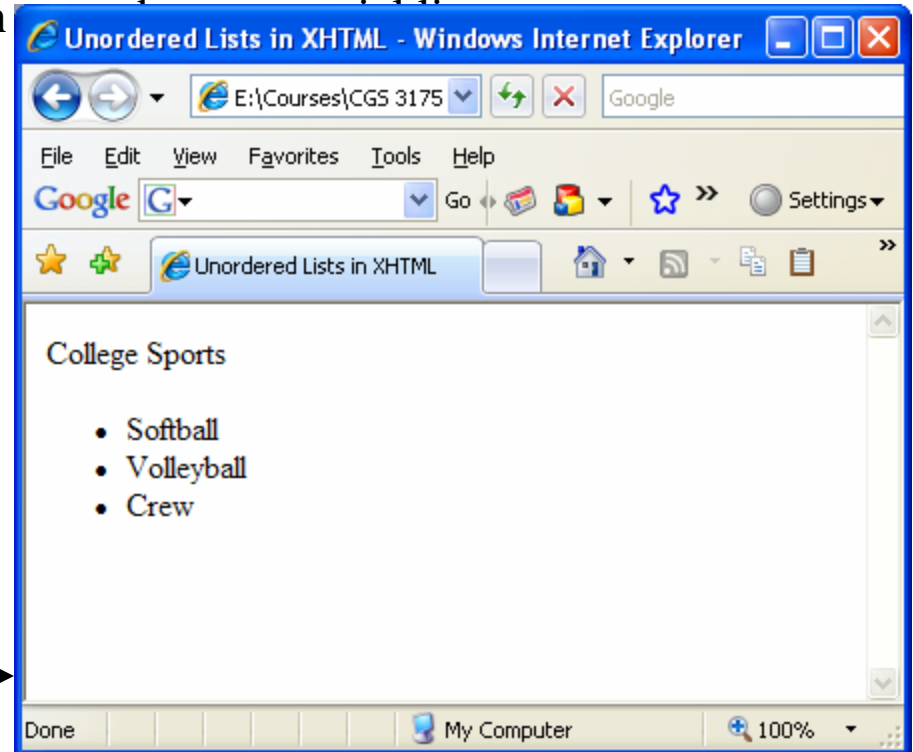 Unordered Lists in XHTML - Windows Internet Explorer
E:\Courses\CGS 3175
Google
File Edit View Favorites Tools Help
Google G Go Settings
Unordered Lists in XHTML
College Sports
• Softball
• Volleyball
• Crew
Done My Computer 100%